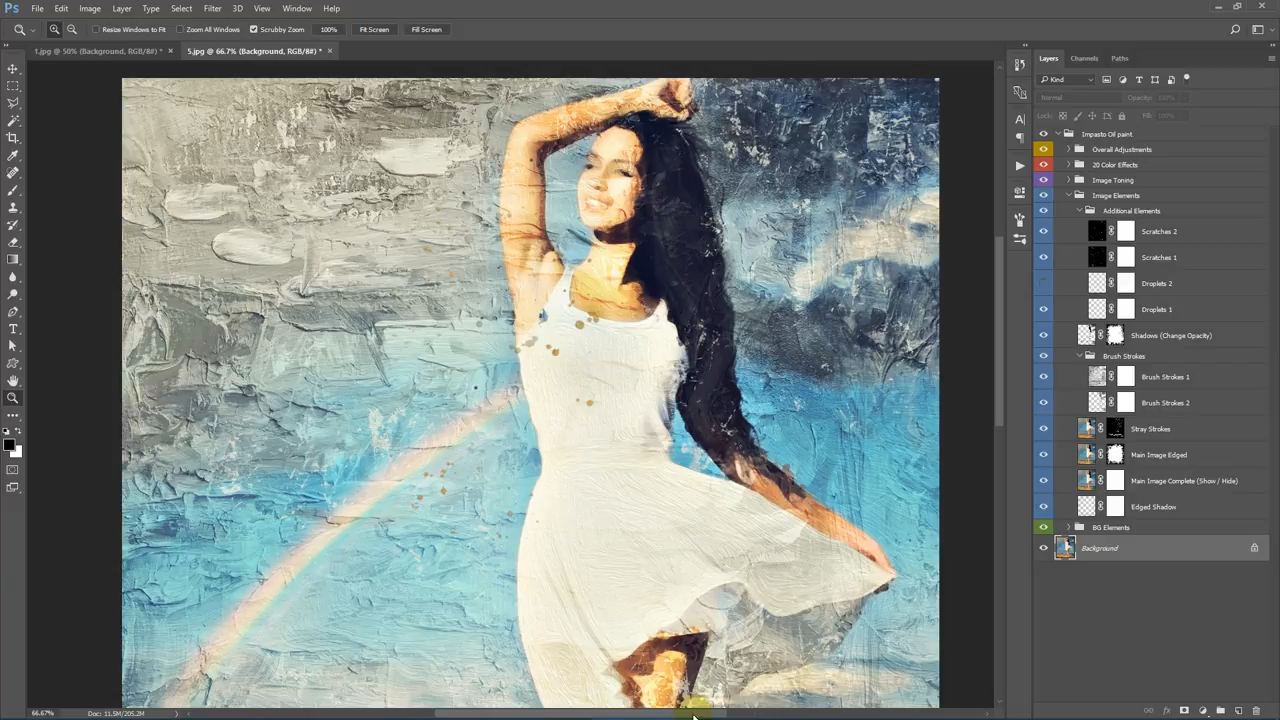 Ps File Edit Image Layer Type Select Filter 3D View Window Help
Resize Windows to Fit Zoom All Windows Scrubby Zoom 100% Fit Screen Fill Screen
1.jpg @ 50% (Background, RGB/8#) * × 5.jpg @ 66.7% (Background, RGB/8#) * ×
Layers Channels Paths
Kind
Normal Opacity: 100%
Lock: Fill: 100%
Impasto Oil paint
Overall Adjustments
20 Color Effects
Image Toning
Image Elements
Additional Elements
Scratches 2
Scratches 1
Droplets 2
Droplets 1
Shadows (Change Opacity)
Brush Strokes
Brush Strokes 1
Brush Strokes 2
Stray Strokes
Main Image Edged
Main Image Complete (Show / Hide)
Edged Shadow
BG Elements
Background
66.67% Doc: 11.5M/205.2M